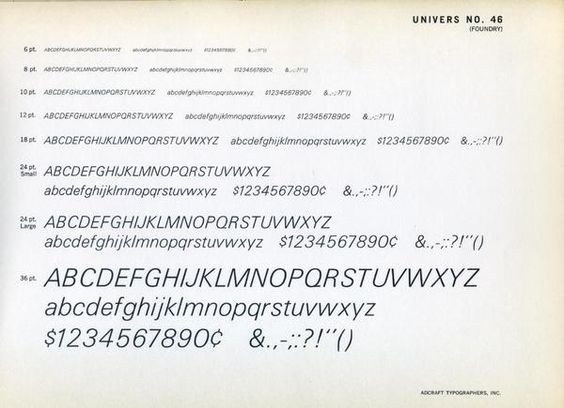 UNIVERS NO. 46
(FOUNDRY)
6 pt. ABCDEFGHIJKLMNOPQRSTUVWXYZ abcdefghijklmnopqrstuvwxyz $1234567890¢ &.,-;:?!''()
8 pt. ABCDEFGHIJKLMNOPQRSTUVWXYZ abcdefghijklmnopqrstuvwxyz $1234567890¢ &.,-;:?!''()
10 pt. ABCDEFGHIJKLMNOPQRSTUVWXYZ abcdefghijklmnopqrstuvwxyz $1234567890¢ &.,-;:?!''()
12 pt. ABCDEFGHIJKLMNOPQRSTUVWXYZ abcdefghijklmnopqrstuvwxyz $1234567890¢ &.,-;:?!''()
18 pt. ABCDEFGHIJKLMNOPQRSTUVWXYZ abcdefghijklmnopqrstuvwxyz $1234567890¢ &.,-;:?!''()
24 pt. Small ABCDEFGHIJKLMNOPQRSTUVWXYZ
abcdefghijklmnopqrstuvwxyz $1234567890¢ &.,-;:?!''()
24 pt. Large ABCDEFGHIJKLMNOPQRSTUVWXYZ
abcdefghijklmnopqrstuvwxyz $1234567890¢ &.,-;:?!''()
36 pt. ABCDEFGHIJKLMNOPQRSTUVWXYZ
abcdefghijklmnopqrstuvwxyz
$1234567890¢ &.,-;:?!''()
ADCRAFT TYPOGRAPHERS, INC.